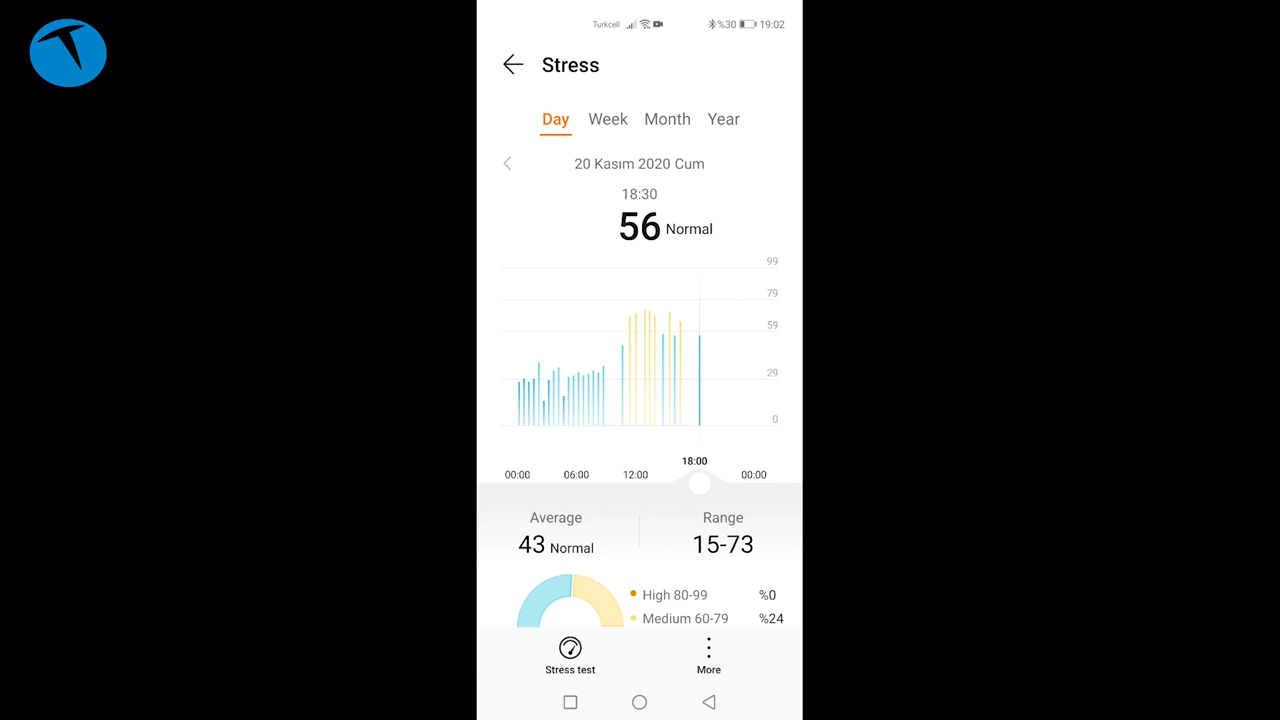 Turkcell %30 19:02
Stress
Day Week Month Year
20 Kasım 2020 Cum
18:30
56 Normal
99
79
59
29
0
18:00
00:00 06:00 12:00 00:00
Average Range
43 Normal 15-73
High 80-99 %0
Medium 60-79 %24
Stress test More